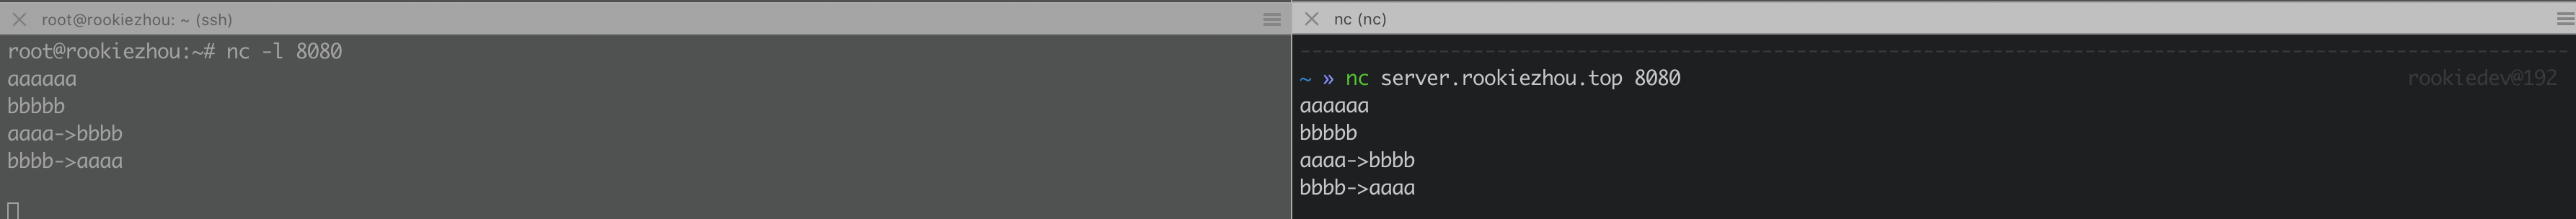 root@rookiezhou: ~ (ssh)
root@rookiezhou:~# nc -l 8080
aaaaaa
bbbbb
aaaa->bbbb
bbbb->aaaa
nc (nc)
~ » nc server.rookiezhou.top 8080 rookiedev@192
aaaaaa
bbbbb
aaaa->bbbb
bbbb->aaaa